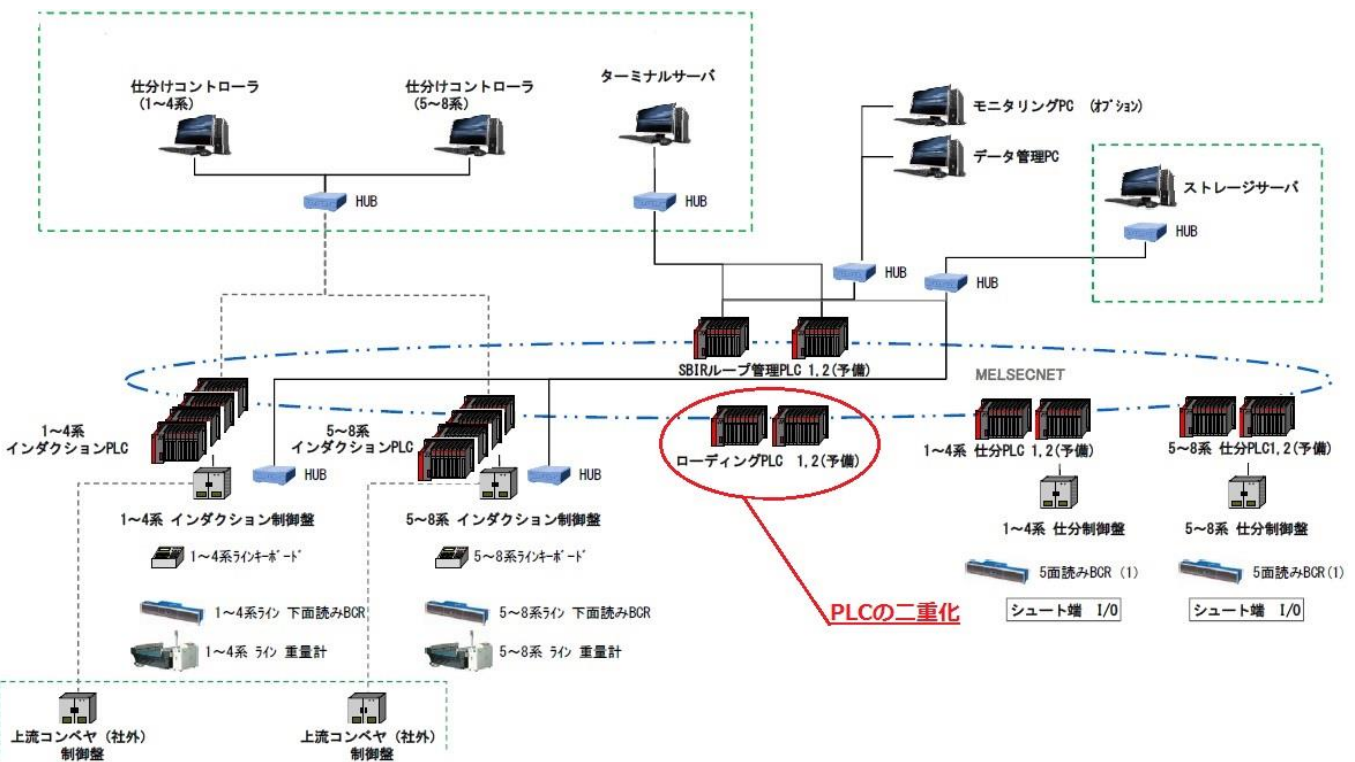 仕分けコントローラ
(1～4系)
仕分けコントローラ
(5～8系)
ターミナルサーバ
モニタリングPC (ｵﾌﾟｼｮﾝ)
データ管理PC
ストレージサーバ
HUB
HUB
HUB
HUB
HUB
SBIRループ管理PLC 1,2(予備)
MELSECNET
1～4系
インダクションPLC
5～8系
インダクションPLC
ローディングPLC 1,2(予備)
1～4系 仕分PLC 1,2(予備)
5～8系 仕分PLC1,2(予備)
HUB
HUB
1～4系 インダクション制御盤
5～8系 インダクション制御盤
1～4系 仕分制御盤
5～8系 仕分制御盤
1～4系ﾗｲﾝｷｰﾎﾞｰﾄﾞ
5～8系ﾗｲﾝｷｰﾎﾞｰﾄﾞ
5面読みBCR (1)
5面読みBCR(1)
1～4系ﾗｲﾝ 下面読みBCR
5～8系ﾗｲﾝ 下面読みBCR
PLCの二重化
シュート端 I/O
シュート端 I/O
1～4系 ﾗｲﾝ 重量計
5～8系 ﾗｲﾝ 重量計
上流コンベヤ (社外)
制御盤
上流コンベヤ (社外)
制御盤